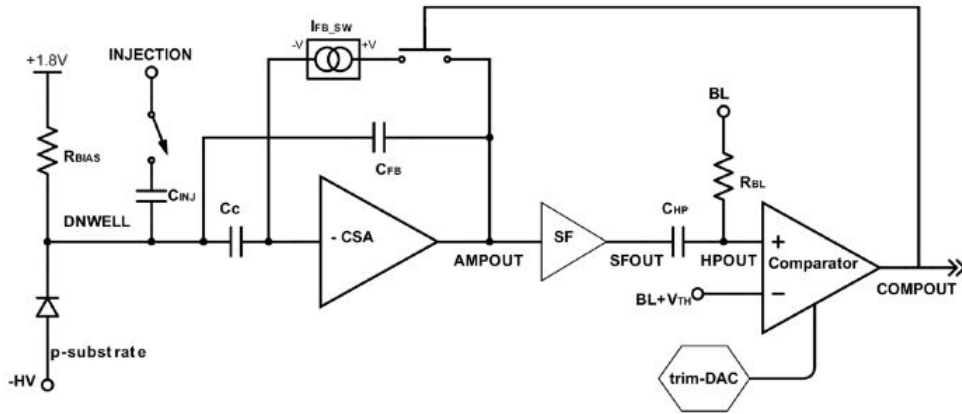 IFB_SW
-V
+V
+1.8V
INJECTION
BL
RBIAS
CFB
RBL
CINJ
DNWELL
Cc
CHP
- CSA
SF
+
Comparator
AMPOUT
SFOUT
HPOUT
COMPOUT
BL+VTH
−
p-substrate
trim-DAC
-HV